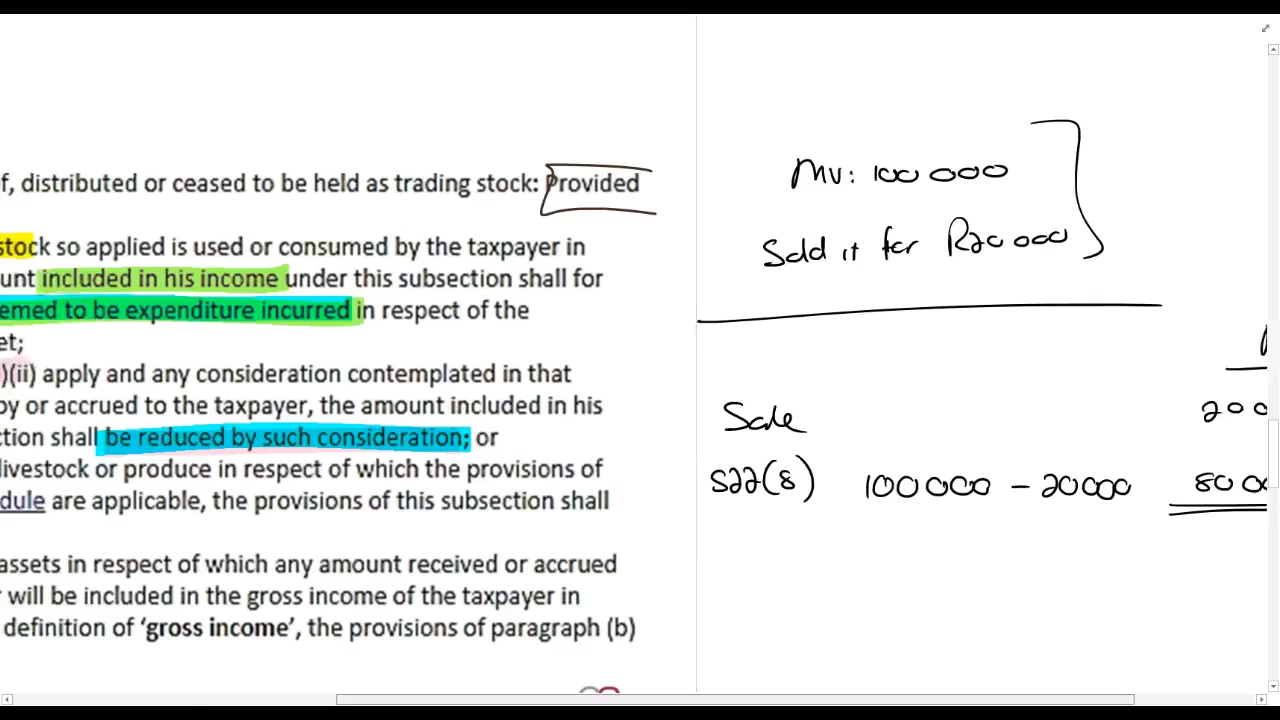 f, distributed or ceased to be held as trading stock: Provided
stock so applied is used or consumed by the taxpayer in
ount included in his income under this subsection shall for
emed to be expenditure incurred in respect of the
et;
)(ii) apply and any consideration contemplated in that
by or accrued to the taxpayer, the amount included in his
ction shall be reduced by such consideration; or
livestock or produce in respect of which the provisions of
dule are applicable, the provisions of this subsection shall
assets in respect of which any amount received or accrued
r will be included in the gross income of the taxpayer in
definition of ‘gross income’, the provisions of paragraph (b)
MV: 100 000
Sold it for R20 000
Sale 200
S22(8) 100 000 - 20000 80 00